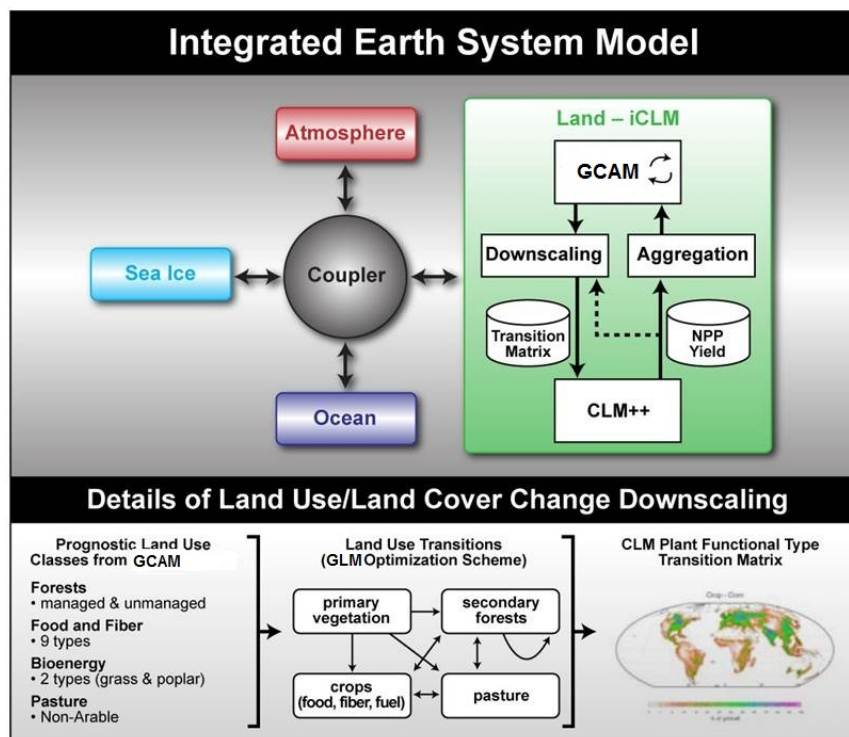 Integrated Earth System Model
Atmosphere
Sea Ice
Coupler
Ocean
Land – iCLM
GCAM
Downscaling
Aggregation
Transition
Matrix
NPP
Yield
CLM++
Details of Land Use/Land Cover Change Downscaling
Prognostic Land Use
Classes from GCAM
Forests
• managed & unmanaged
Food and Fiber
• 9 types
Bioenergy
• 2 types (grass & poplar)
Pasture
• Non-Arable
Land Use Transitions
(GLM Optimization Scheme)
primary
vegetation
secondary
forests
crops
(food, fiber, fuel)
pasture
CLM Plant Functional Type
Transition Matrix
Crop - Corn